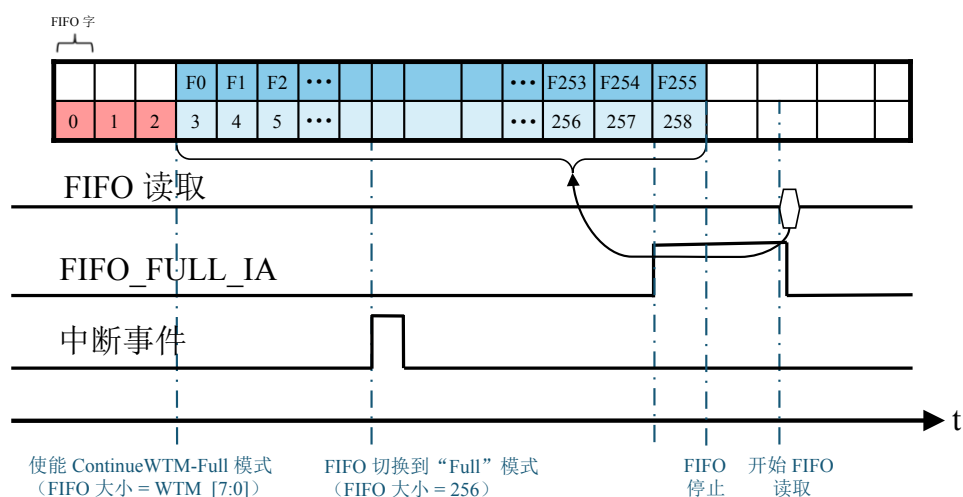 FIFO 字
F0 F1 F2 ••• ••• F253 F254 F255
0 1 2 3 4 5 ••• ••• 256 257 258
FIFO 读取
FIFO_FULL_IA
中断事件
t
使能 ContinueWTM-Full 模式
（FIFO 大小 = WTM [7:0]）
FIFO 切换到“Full”模式
（FIFO 大小 = 256）
FIFO
停止
开始 FIFO
读取